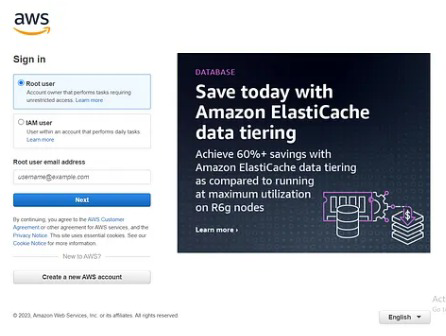 aws
Sign in
Root user
Account owner that performs tasks requiring
unrestricted access. Learn more
IAM user
User within an account that performs daily tasks.
Learn more
Root user email address
username@example.com
Next
By continuing, you agree to the AWS Customer
Agreement or other agreement for AWS services, and the
Privacy Notice. This site uses essential cookies. See our
Cookie Notice for more information.
New to AWS?
Create a new AWS account
DATABASE
Save today with
Amazon ElastiCache
data tiering
Achieve 60%+ savings with
Amazon ElastiCache data tiering
as compared to running
at maximum utilization
on R6g nodes
Learn more ›
$
© 2023, Amazon Web Services, Inc. or its affiliates. All rights reserved.
English